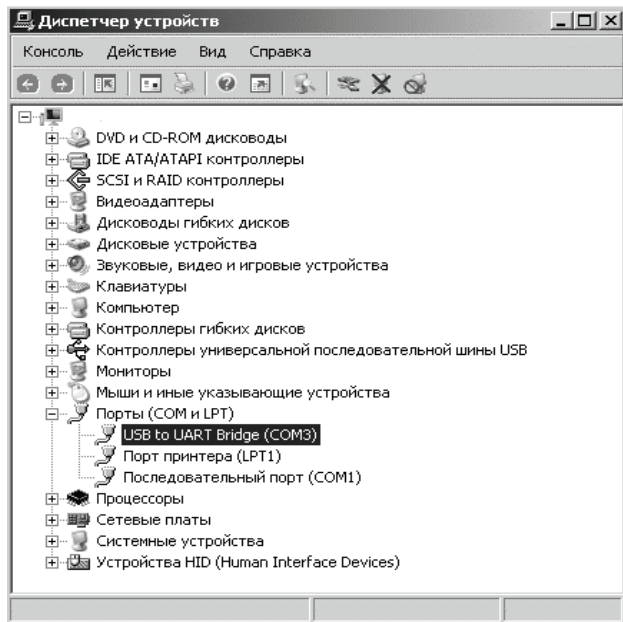 Диспетчер устройств
Консоль Действие Вид Справка
DVD и CD-ROM дисководы
IDE ATA/ATAPI контроллеры
SCSI и RAID контроллеры
Видеоадаптеры
Дисководы гибких дисков
Дисковые устройства
Звуковые, видео и игровые устройства
Клавиатуры
Компьютер
Контроллеры гибких дисков
Контроллеры универсальной последовательной шины USB
Мониторы
Мыши и иные указывающие устройства
Порты (COM и LPT)
USB to UART Bridge (COM3)
Порт принтера (LPT1)
Последовательный порт (COM1)
Процессоры
Сетевые платы
Системные устройства
Устройства HID (Human Interface Devices)